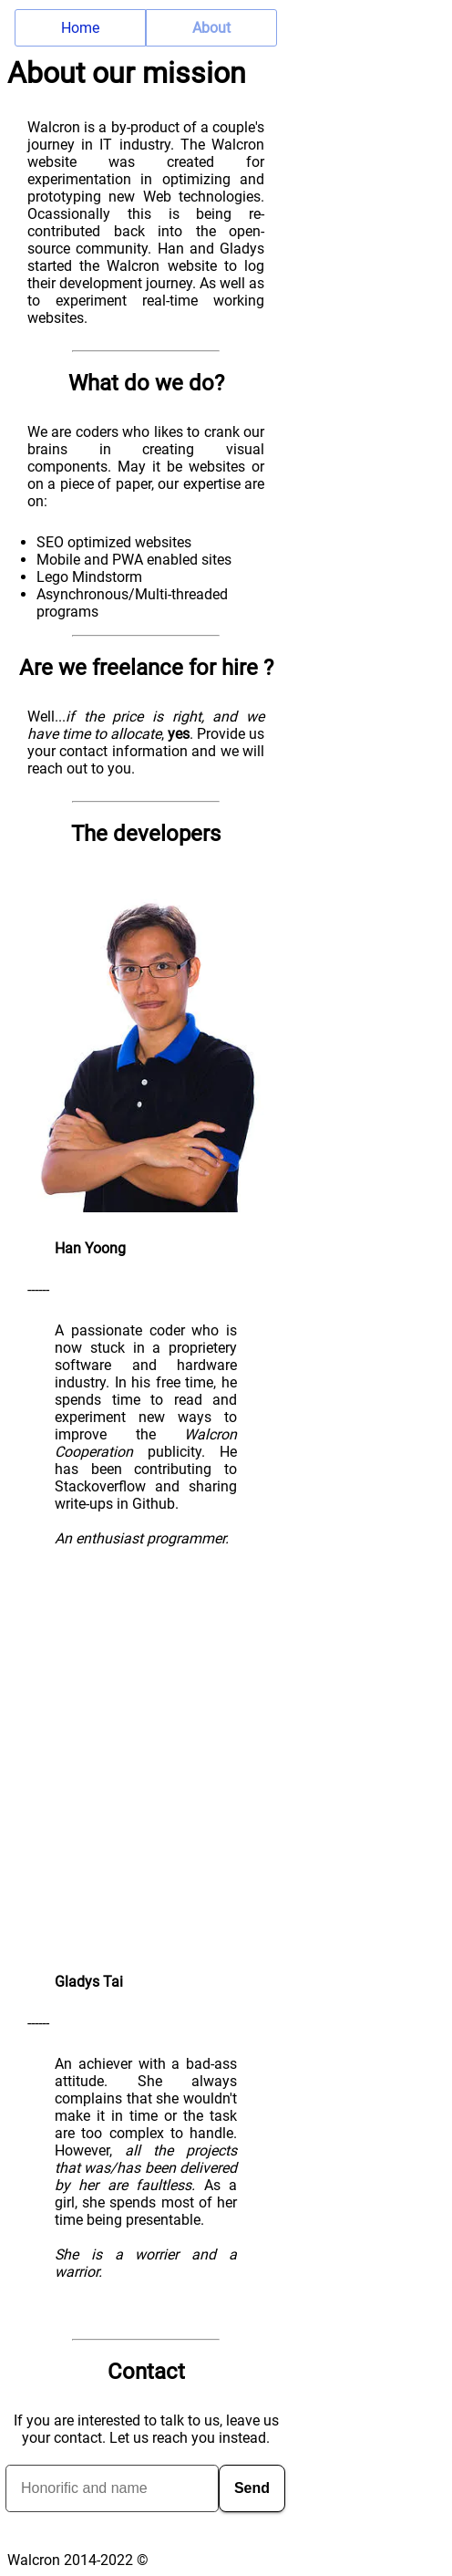 Home About
About our mission
Walcron is a by-product of a couple's
journey in IT industry. The Walcron
website was created for
experimentation in optimizing and
prototyping new Web technologies.
Ocassionally this is being re-
contributed back into the open-
source community. Han and Gladys
started the Walcron website to log
their development journey. As well as
to experiment real-time working
websites.
What do we do?
We are coders who likes to crank our
brains in creating visual
components. May it be websites or
on a piece of paper, our expertise are
on:
• SEO optimized websites
• Mobile and PWA enabled sites
• Lego Mindstorm
• Asynchronous/Multi-threaded
programs
Are we freelance for hire ?
Well...if the price is right, and we
have time to allocate, yes. Provide us
your contact information and we will
reach out to you.
The developers
Han Yoong
------
A passionate coder who is
now stuck in a proprietery
software and hardware
industry. In his free time, he
spends time to read and
experiment new ways to
improve the Walcron
Cooperation publicity. He
has been contributing to
Stackoverflow and sharing
write-ups in Github.
An enthusiast programmer.
Gladys Tai
------
An achiever with a bad-ass
attitude. She always
complains that she wouldn't
make it in time or the task
are too complex to handle.
However, all the projects
that was/has been delivered
by her are faultless. As a
girl, she spends most of her
time being presentable.
She is a worrier and a
warrior.
Contact
If you are interested to talk to us, leave us
your contact. Let us reach you instead.
Honorific and name Send
Walcron 2014-2022 ©